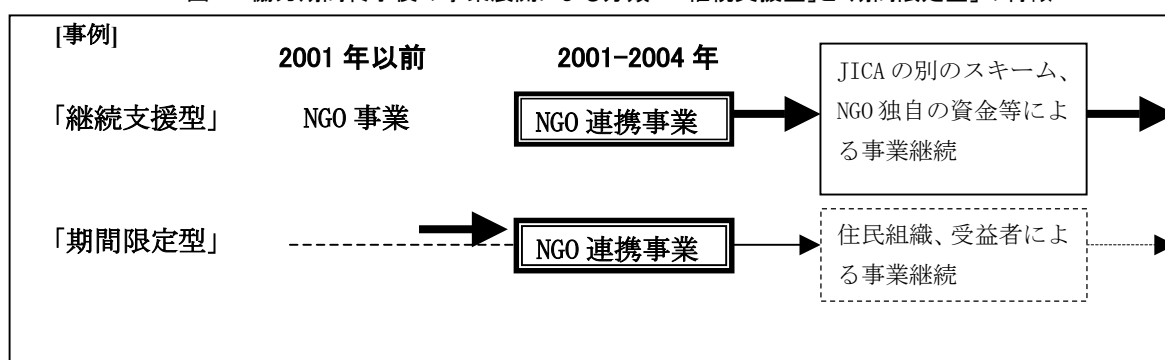 [事例]
2001 年以前
2001-2004 年
「継続支援型」
NGO 事業
NGO 連携事業
JICA の別のスキーム、
NGO 独自の資金等によ
る事業継続
「期間限定型」
NGO 連携事業
住民組織、受益者によ
る事業継続